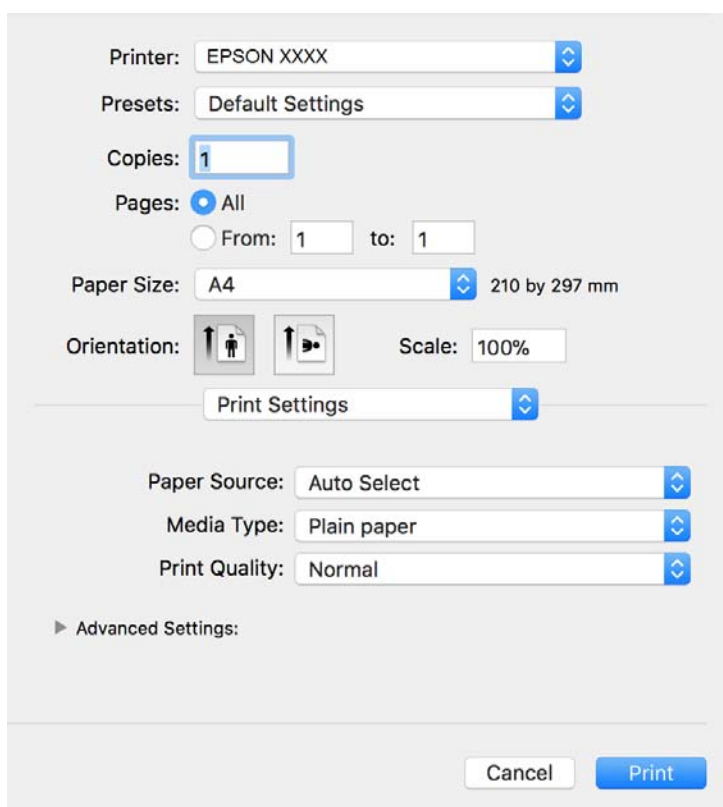 Printer: EPSON XXXX
Presets: Default Settings
Copies: 1
Pages: All
From: 1 to: 1
Paper Size: A4 210 by 297 mm
Orientation: Scale: 100%
Print Settings
Paper Source: Auto Select
Media Type: Plain paper
Print Quality: Normal
Advanced Settings:
Cancel Print